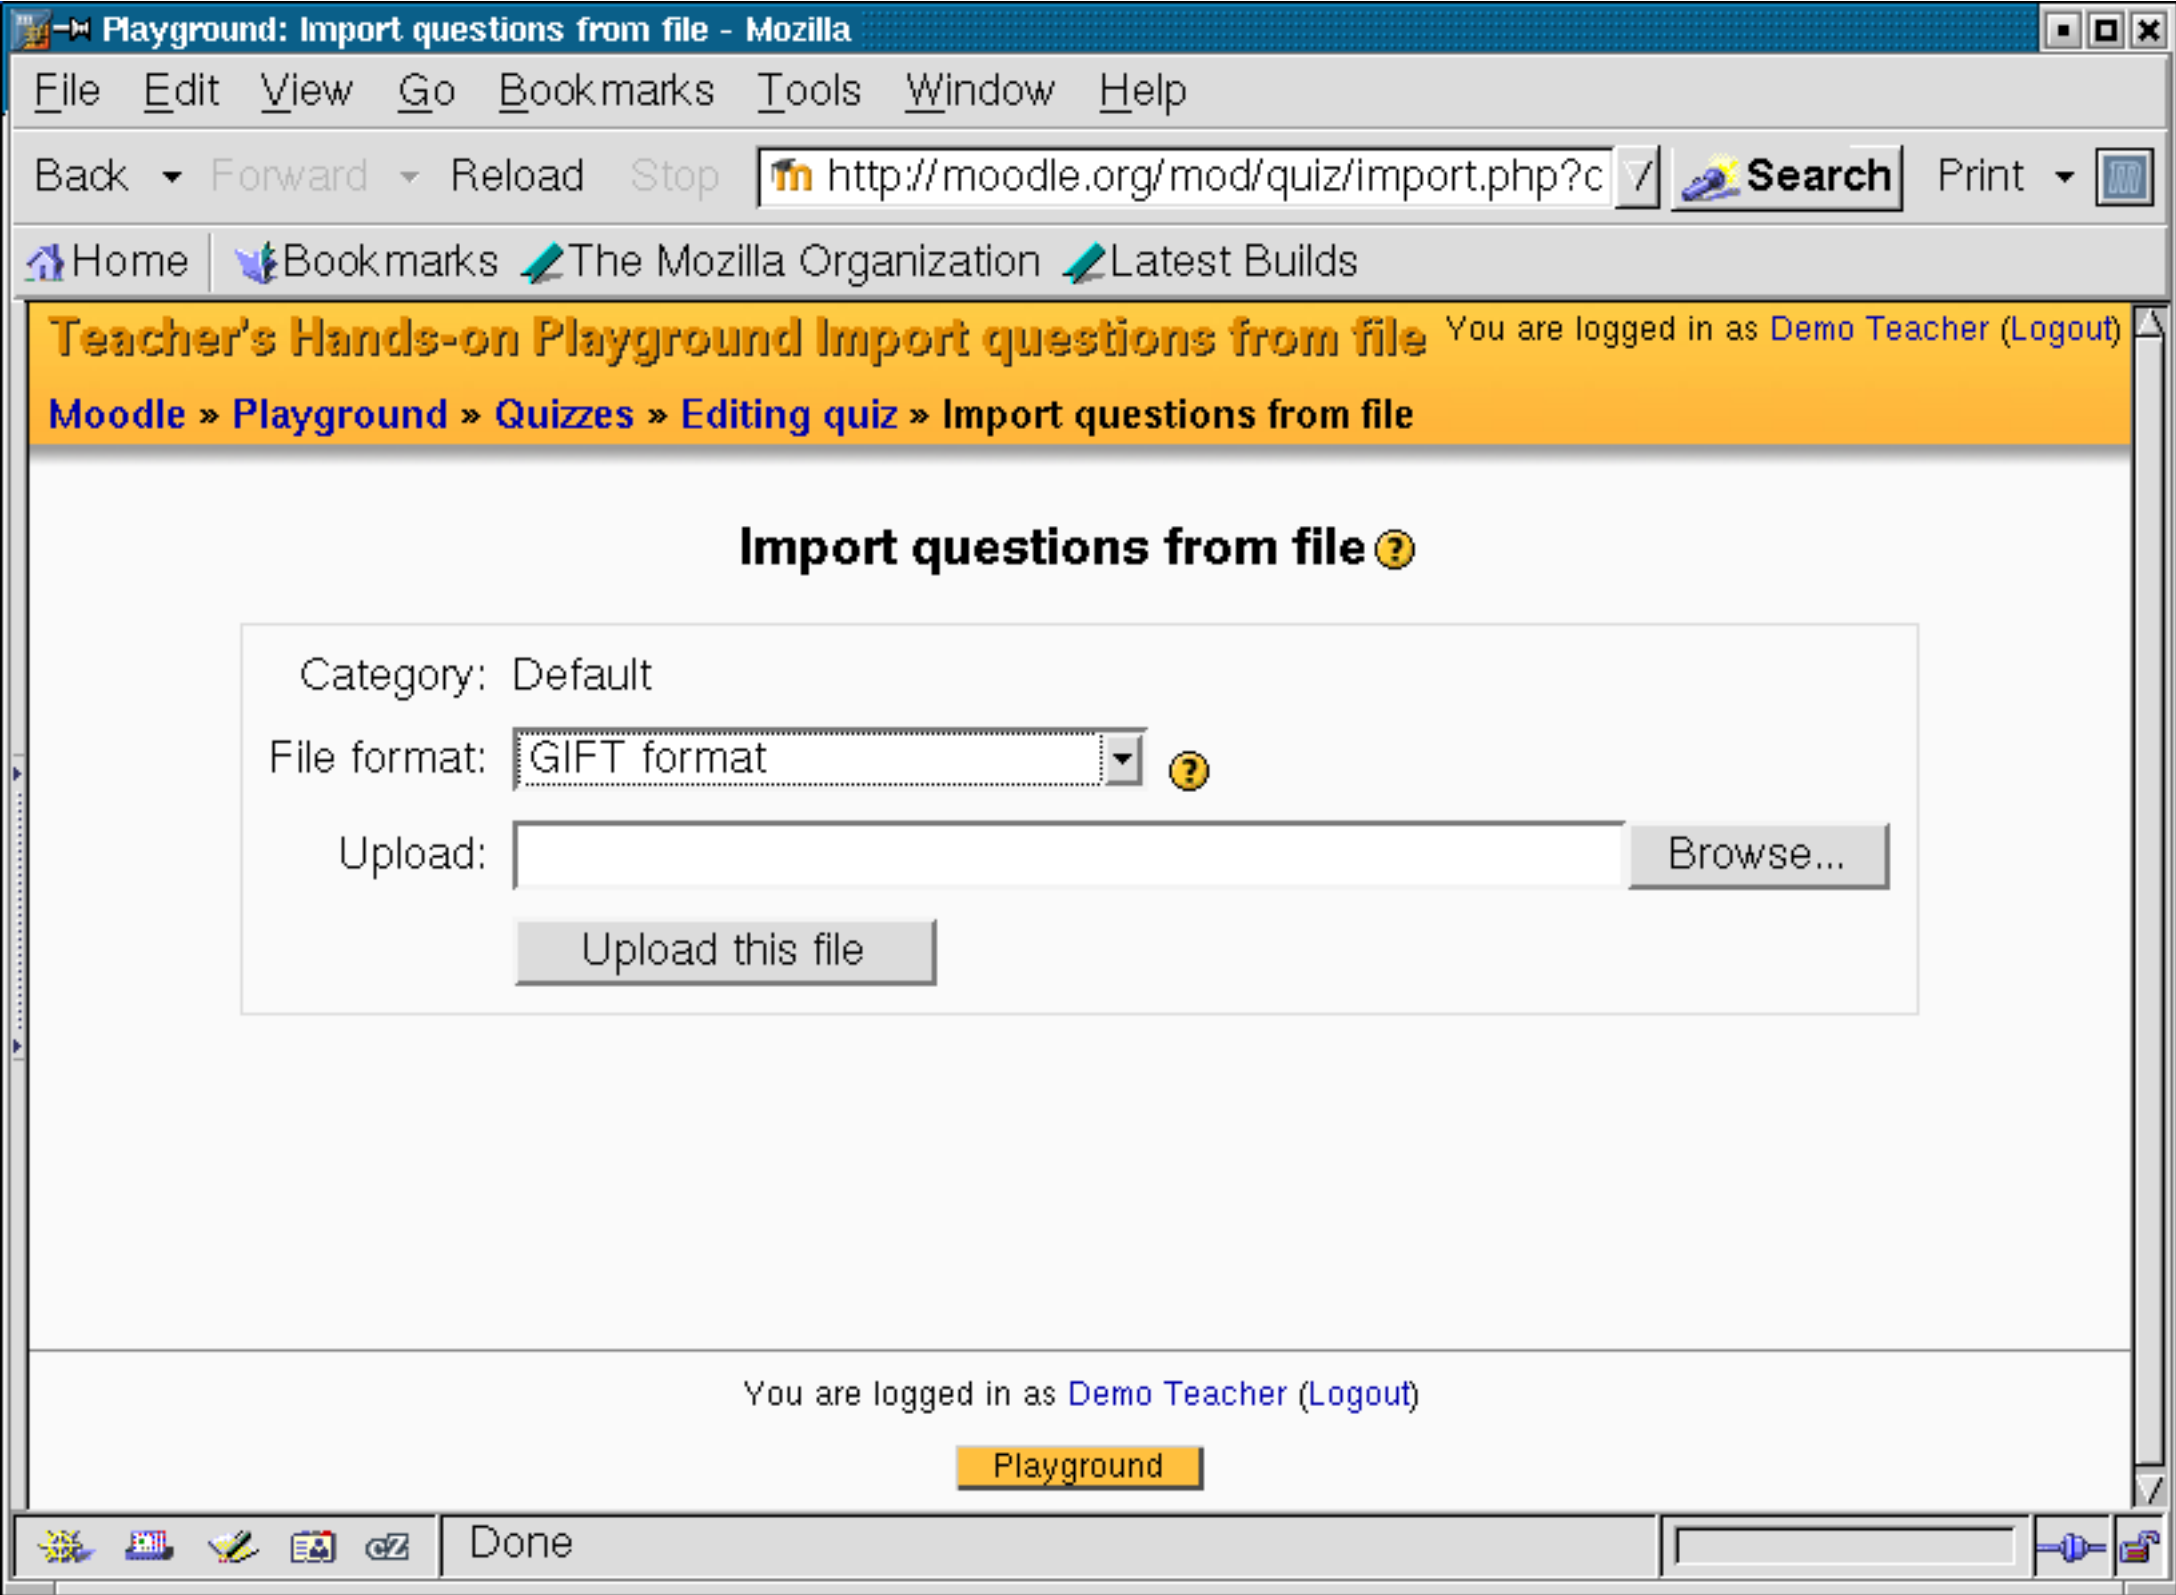 Playground: Import questions from file - Mozilla
File Edit View Go Bookmarks Tools Window Help
Back Forward Reload Stop http://moodle.org/mod/quiz/import.php?c Search Print
Home Bookmarks The Mozilla Organization Latest Builds
Teacher's Hands-on Playground Import questions from file You are logged in as Demo Teacher (Logout)
Moodle » Playground » Quizzes » Editing quiz » Import questions from file
Import questions from file ?
Category: Default
File format: GIFT format ?
Upload: Browse...
Upload this file
You are logged in as Demo Teacher (Logout)
Playground
cZ Done